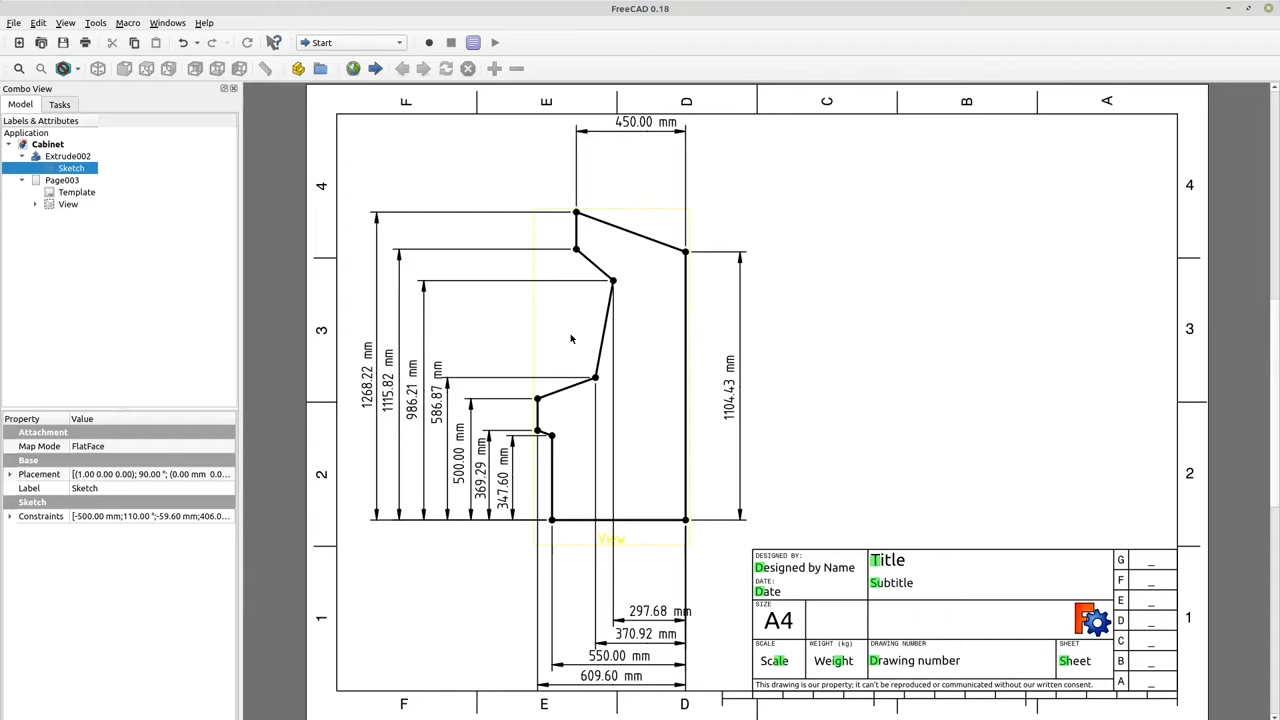 FreeCAD 0.18
File Edit View Tools Macro Windows Help
Start
Combo View
Model Tasks
Labels & Attributes
Application
Cabinet
Extrude002
Sketch
Page003
Template
View
Property Value
Attachment
Map Mode FlatFace
Base
Placement [(1.00 0.00 0.00); 90.00 °; (0.00 mm 0.0...
Label Sketch
Sketch
Constraints [-500.00 mm;110.00 °;-59.60 mm;406.0...
F E D C B A
450.00 mm
4 4
3 3
1268.22 mm
1115.82 mm
986.21 mm
586.87 mm
500.00 mm
369.29 mm
347.60 mm
1104.43 mm
2 2
View
297.68 mm
370.92 mm
550.00 mm
609.60 mm
1 1
DESIGNED BY:
Designed by Name
DATE:
Date
Title
Subtitle
SIZE
A4
SCALE
Scale
WEIGHT (kg)
Weight
DRAWING NUMBER
Drawing number
SHEET
Sheet
G _
F _
E _
D _
C _
B _
A _
This drawing is our property; it can't be reproduced or communicated without our written consent.
F E D